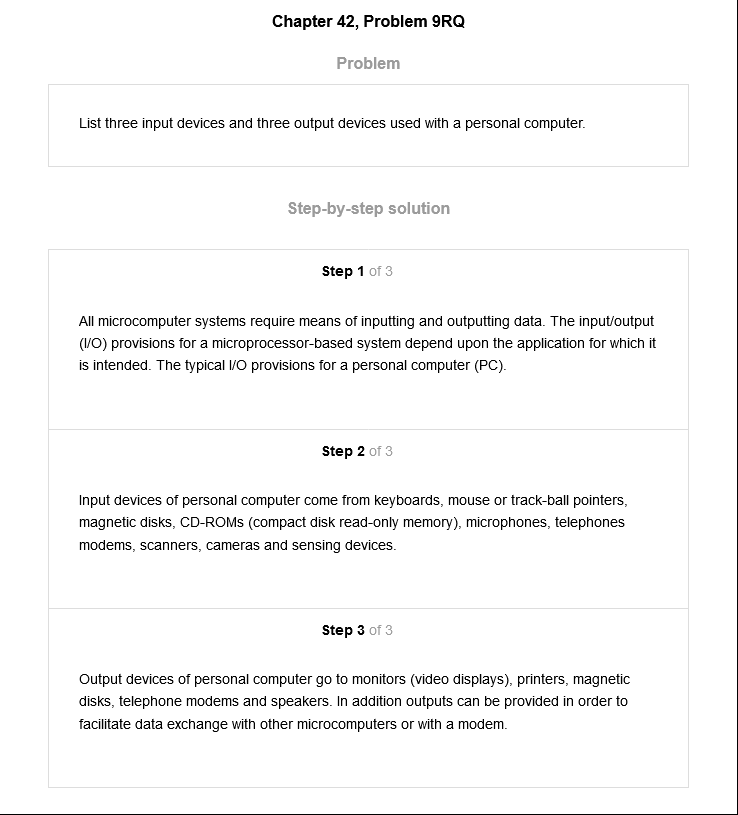 Chapter 42, Problem 9RQ
Problem
List three input devices and three output devices used with a personal computer.
Step-by-step solution
Step 1 of 3
All microcomputer systems require means of inputting and outputting data. The input/output
(I/O) provisions for a microprocessor-based system depend upon the application for which it
is intended. The typical I/O provisions for a personal computer (PC).
Step 2 of 3
Input devices of personal computer come from keyboards, mouse or track-ball pointers,
magnetic disks, CD-ROMs (compact disk read-only memory), microphones, telephones
modems, scanners, cameras and sensing devices.
Step 3 of 3
Output devices of personal computer go to monitors (video displays), printers, magnetic
disks, telephone modems and speakers. In addition outputs can be provided in order to
facilitate data exchange with other microcomputers or with a modem.